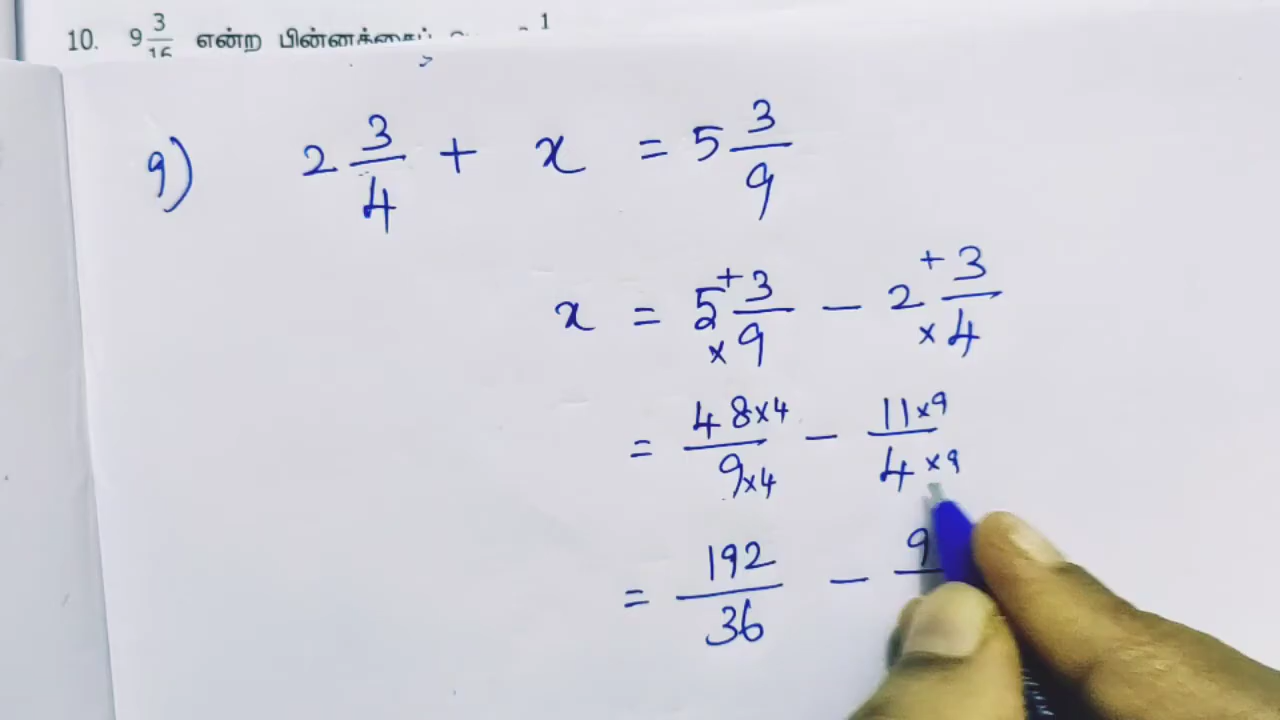 10. 9 3/16 என்ற
9) 2 3/4 + x = 5 3/9
x = 5 + 3 / × 9 − 2 + 3 / × 4
= 48×4 / 9×4 − 11×9 / 4×9
= 192 / 36 − 9